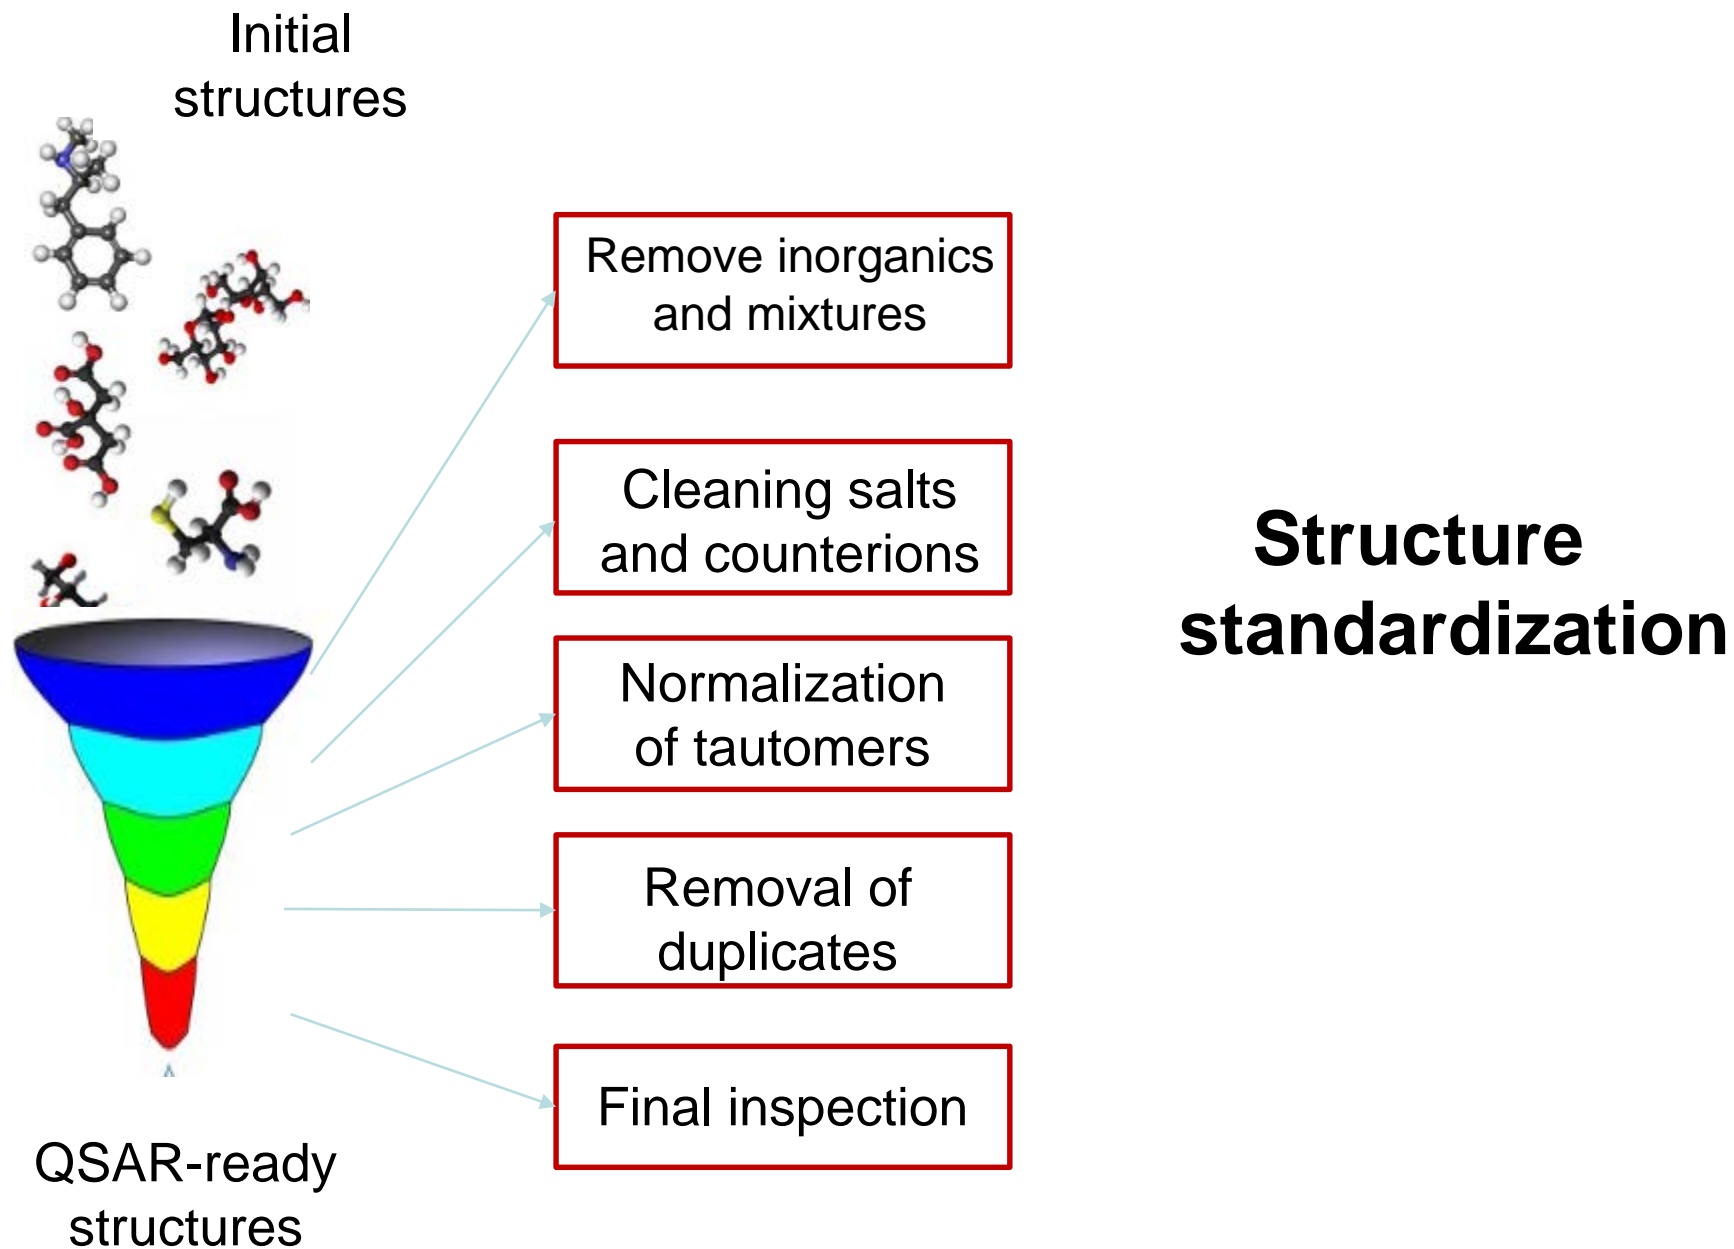 Initial
structures
Remove inorganics
and mixtures
Cleaning salts
and counterions
Normalization
of tautomers
Removal of
duplicates
Final inspection
Structure
standardization
QSAR-ready
structures